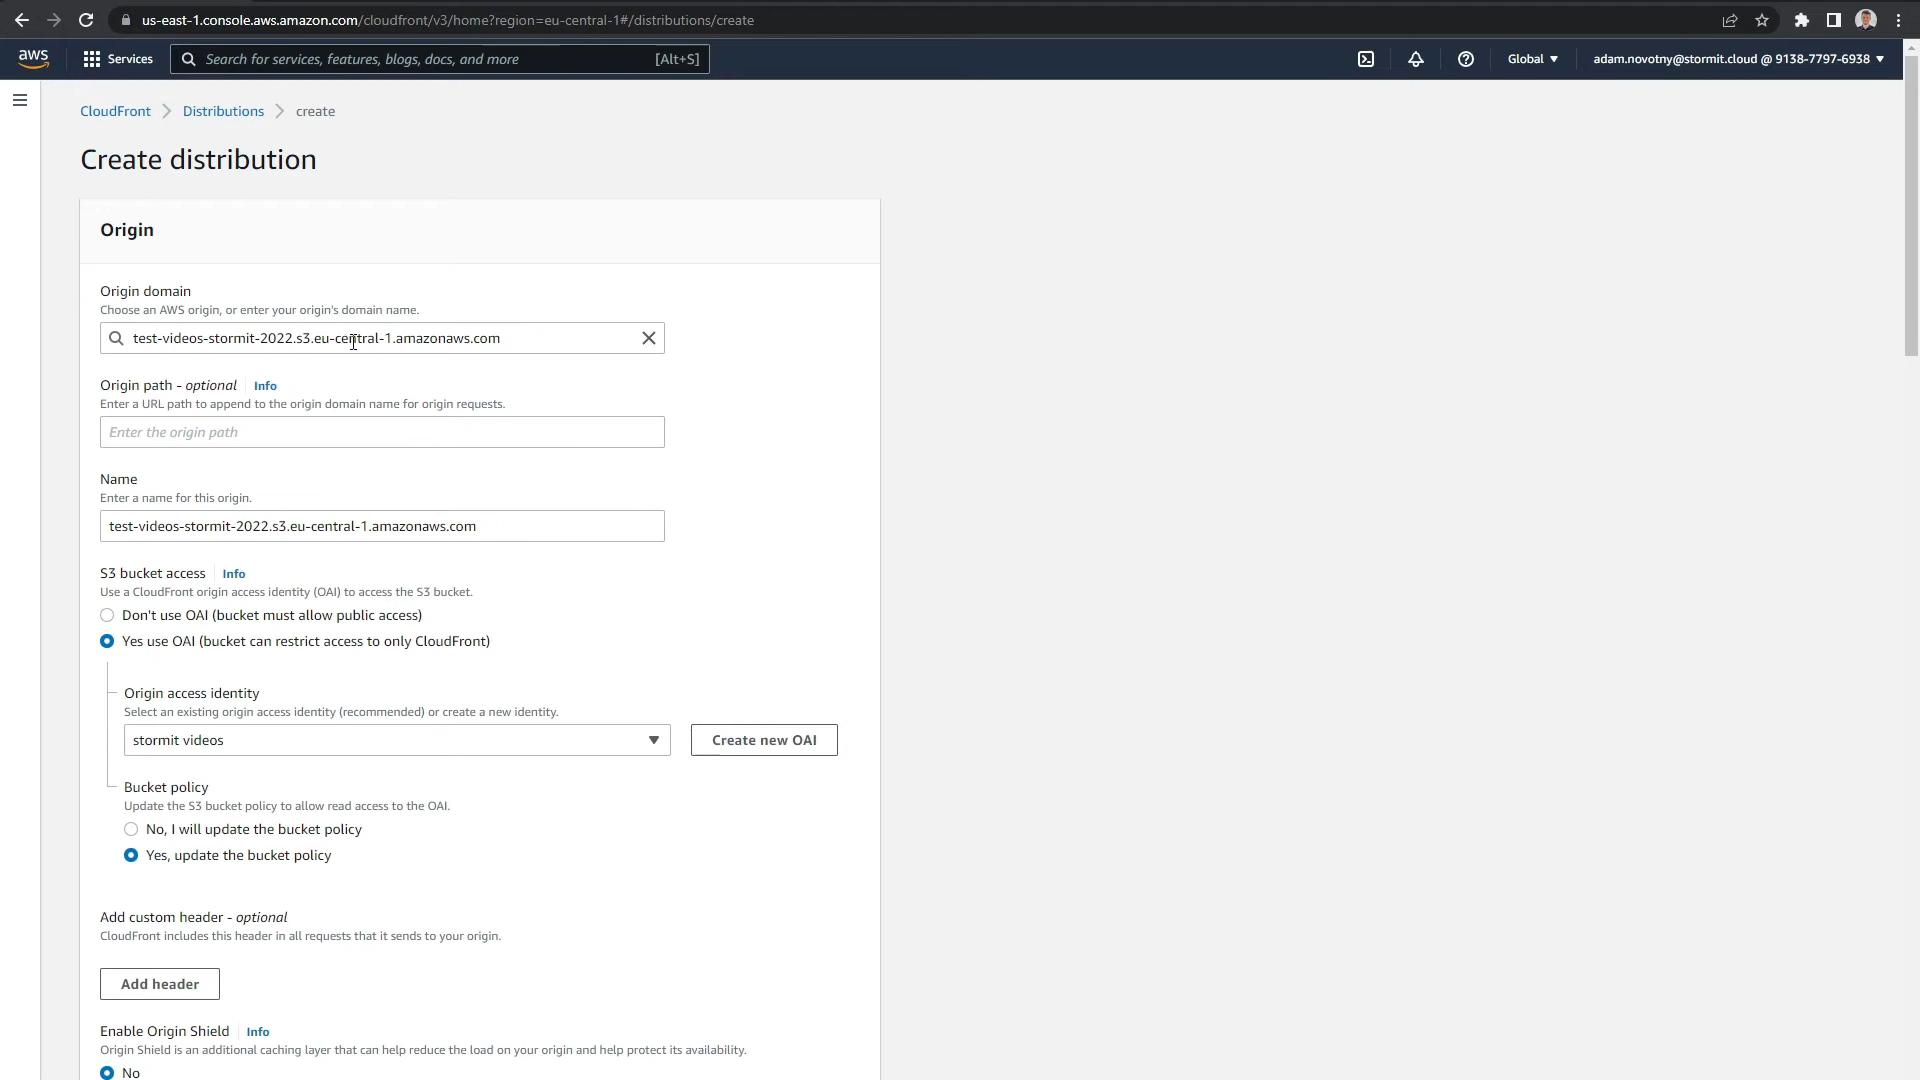 us-east-1.console.aws.amazon.com/cloudfront/v3/home?region=eu-central-1#/distributions/create
aws Services Search for services, features, blogs, docs, and more [Alt+S] Global adam.novotny@stormit.cloud @ 9138-7797-6938
CloudFront Distributions create
Create distribution
Origin
Origin domain
Choose an AWS origin, or enter your origin's domain name.
test-videos-stormit-2022.s3.eu-central-1.amazonaws.com
Origin path - optional Info
Enter a URL path to append to the origin domain name for origin requests.
Enter the origin path
Name
Enter a name for this origin.
test-videos-stormit-2022.s3.eu-central-1.amazonaws.com
S3 bucket access Info
Use a CloudFront origin access identity (OAI) to access the S3 bucket.
Don't use OAI (bucket must allow public access)
Yes use OAI (bucket can restrict access to only CloudFront)
Origin access identity
Select an existing origin access identity (recommended) or create a new identity.
stormit videos Create new OAI
Bucket policy
Update the S3 bucket policy to allow read access to the OAI.
No, I will update the bucket policy
Yes, update the bucket policy
Add custom header - optional
CloudFront includes this header in all requests that it sends to your origin.
Add header
Enable Origin Shield Info
Origin Shield is an additional caching layer that can help reduce the load on your origin and help protect its availability.
No